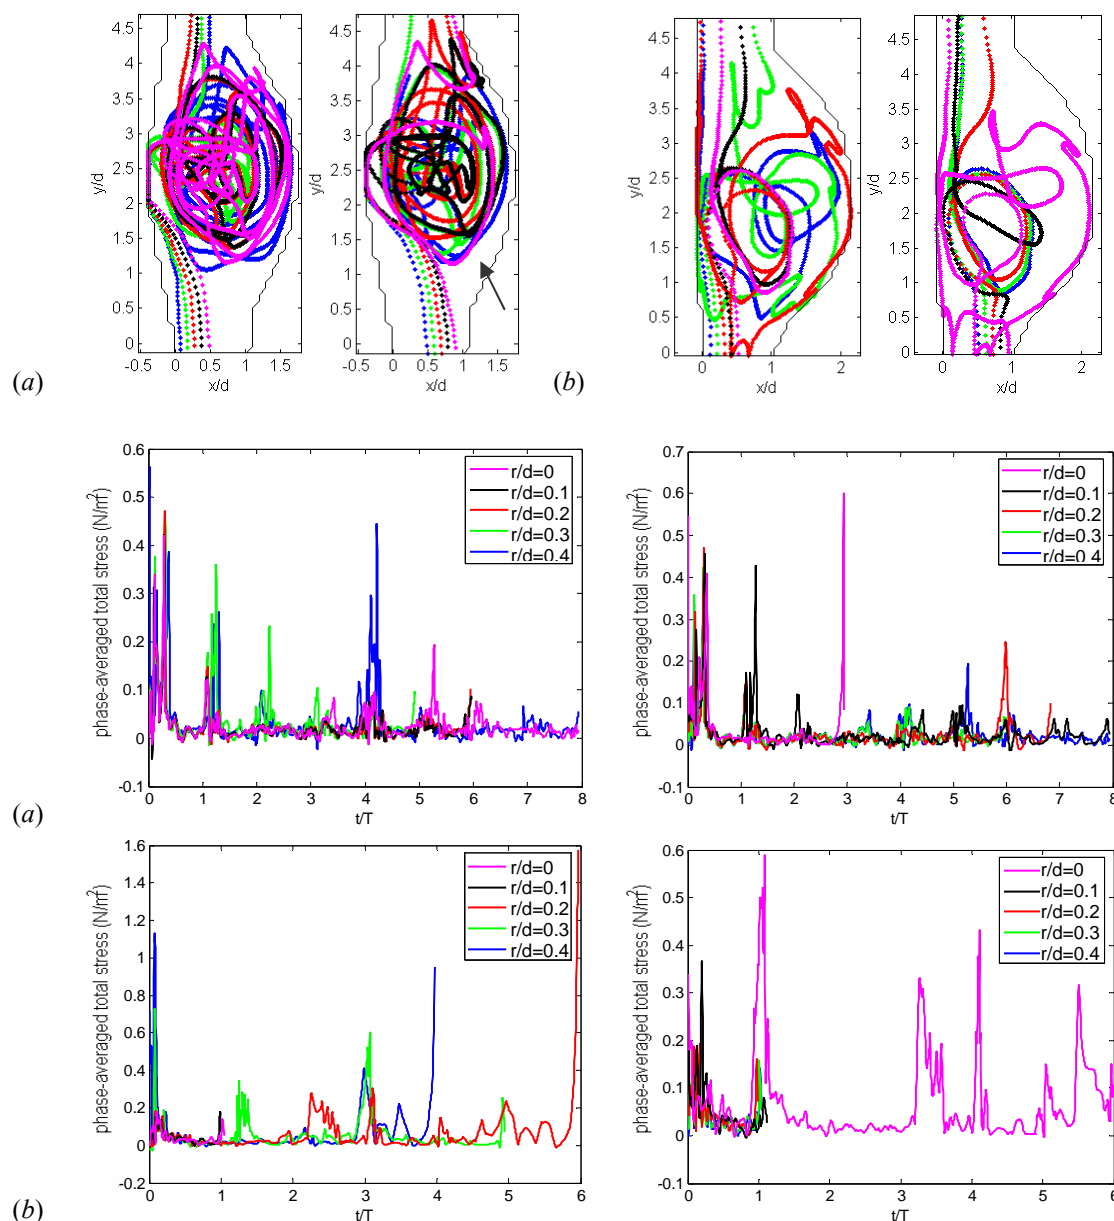 4.5
4
3.5
3
2.5
2
1.5
1
0.5
0
y/d
-0.5 0 0.5 1 1.5
x/d
4.5
4
3.5
3
2.5
2
1.5
1
0.5
0
y/d
-0.5 0 0.5 1 1.5
x/d
(a)
4.5
4
3.5
3
2.5
2
1.5
1
0.5
0
y/d
0 1 2
x/d
4.5
4
3.5
3
2.5
2
1.5
1
0.5
0
y/d
0 1 2
x/d
(b)
0.6
0.5
0.4
0.3
0.2
0.1
0
-0.1
phase-averaged total stress (N/m²)
r/d=0
r/d=0.1
r/d=0.2
r/d=0.3
r/d=0.4
0 1 2 3 4 5 6 7 8
t/T
0.7
0.6
0.5
0.4
0.3
0.2
0.1
0
-0.1
phase-averaged total stress (N/m²)
r/d=0
r/d=0.1
r/d=0.2
r/d=0.3
r/d=0.4
0 1 2 3 4 5 6 7 8
t/T
(a)
1.6
1.4
1.2
1
0.8
0.6
0.4
0.2
0
-0.2
phase-averaged total stress (N/m²)
r/d=0
r/d=0.1
r/d=0.2
r/d=0.3
r/d=0.4
0 1 2 3 4 5 6
t/T
0.6
0.5
0.4
0.3
0.2
0.1
0
-0.1
phase-averaged total stress (N/m²)
r/d=0
r/d=0.1
r/d=0.2
r/d=0.3
r/d=0.4
0 1 2 3 4 5 6
t/T
(b)